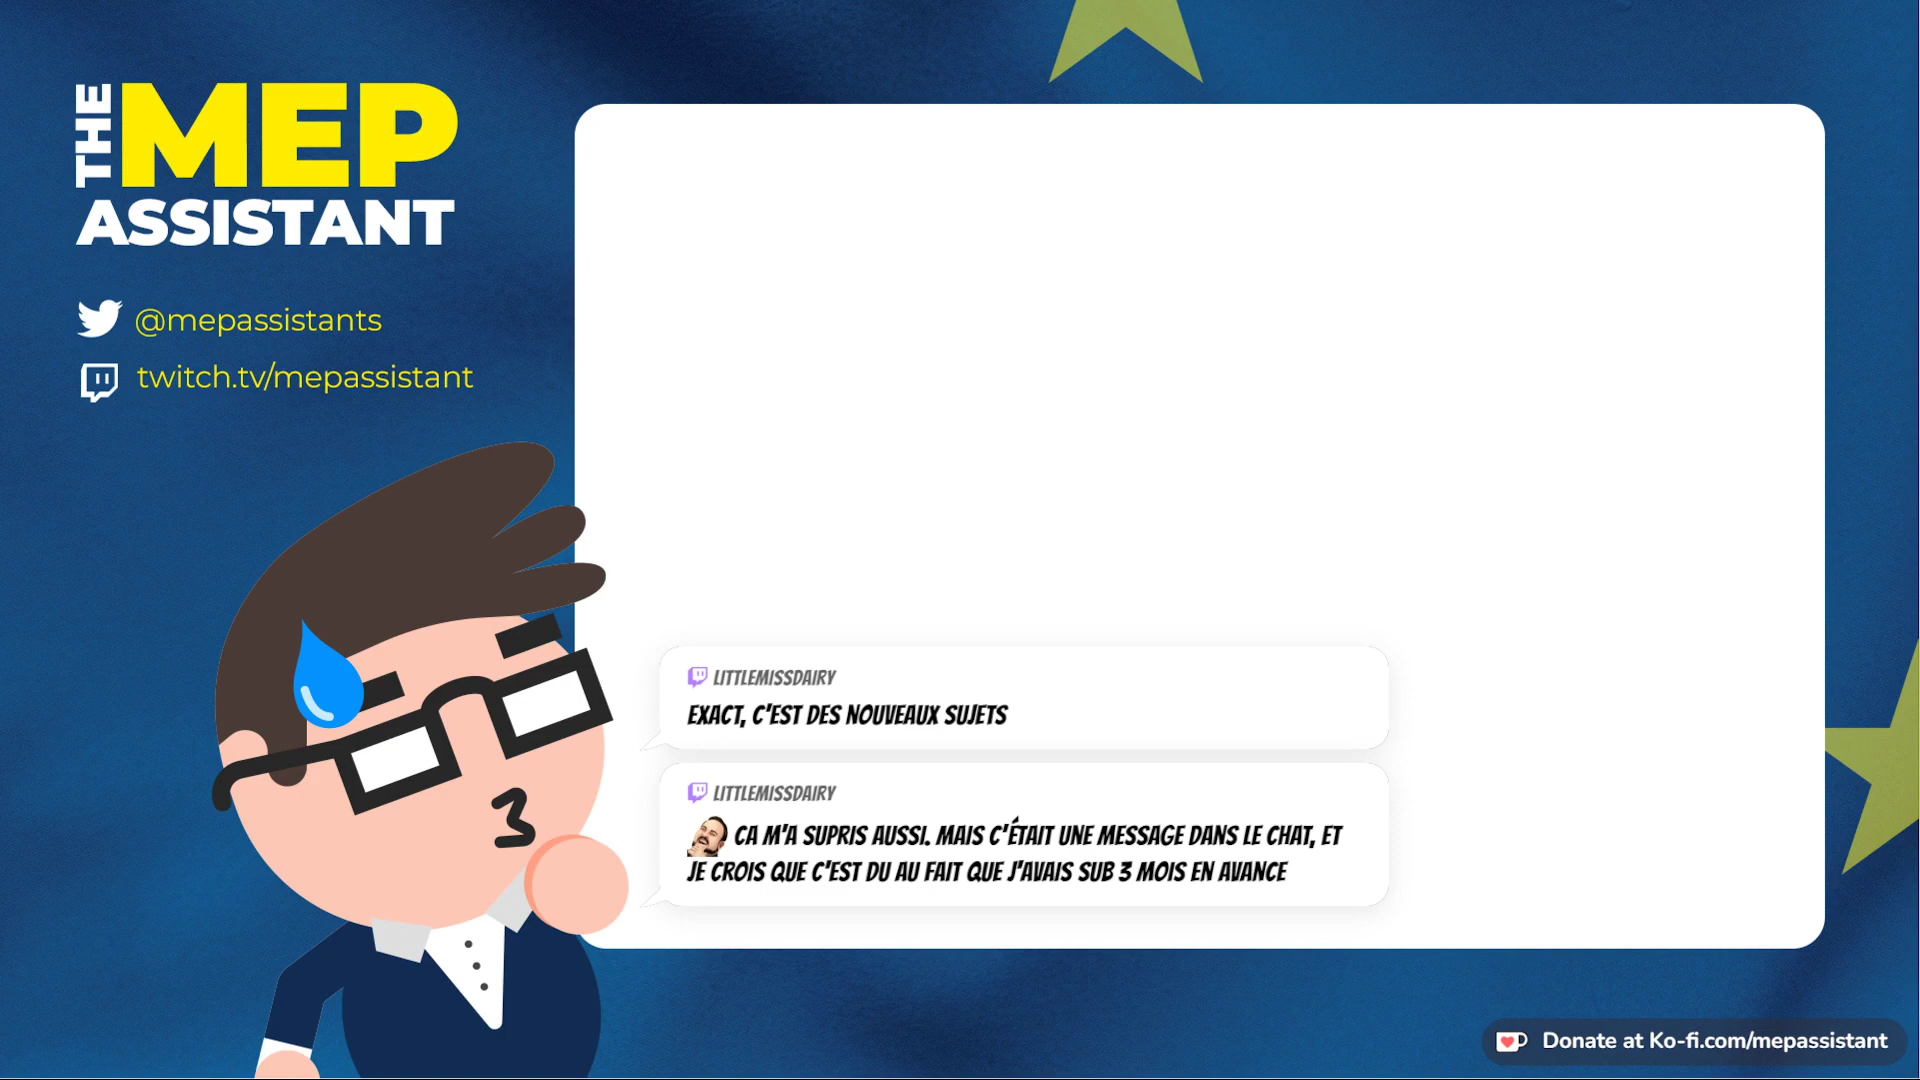 THE MEP
ASSISTANT
@mepassistants
twitch.tv/mepassistant
LITTLEMISSDAIRY
EXACT, C'EST DES NOUVEAUX SUJETS
LITTLEMISSDAIRY
CA M'A SUPRIS AUSSI. MAIS C'ÉTAIT UNE MESSAGE DANS LE CHAT, ET
JE CROIS QUE C'EST DU AU FAIT QUE J'AVAIS SUB 3 MOIS EN AVANCE
Donate at Ko-fi.com/mepassistant